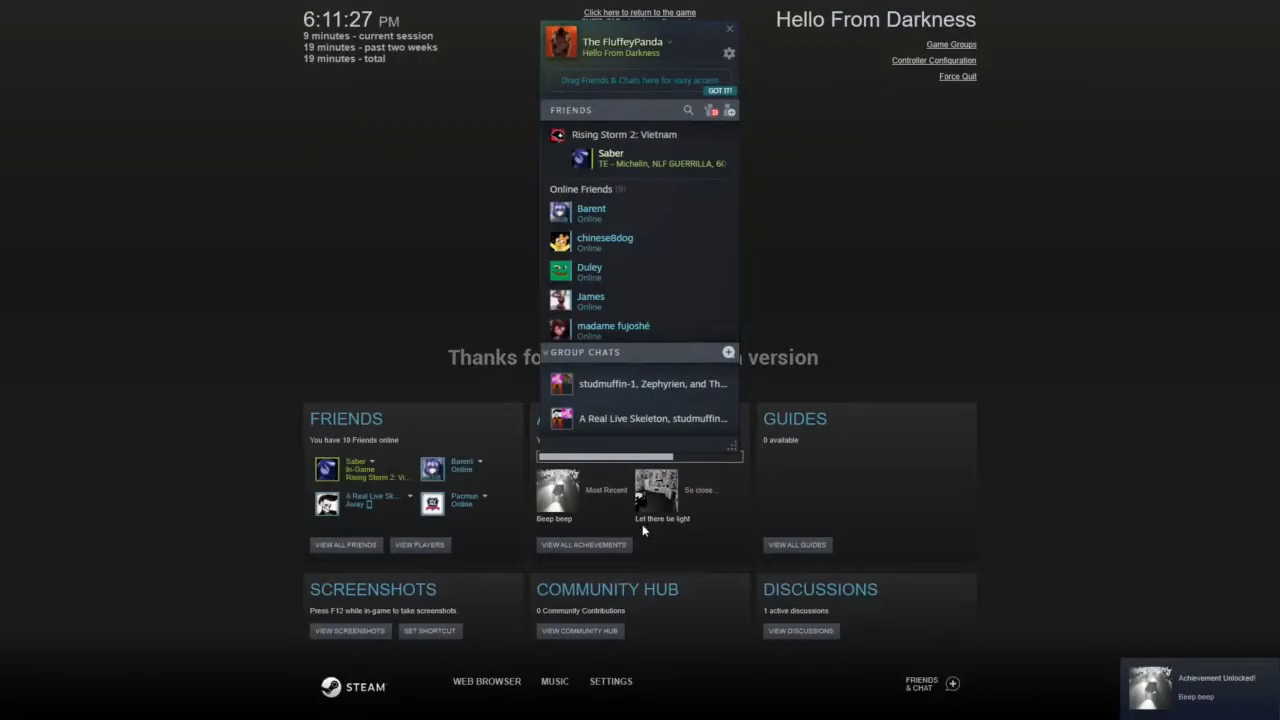 6:11:27 PM
9 minutes - current session
19 minutes - past two weeks
19 minutes - total
Click here to return to the game
Hello From Darkness
Game Groups
Controller Configuration
Force Quit
The FluffeyPanda
Hello From Darkness
Drag Friends & Chats here for easy access
GOT IT!
FRIENDS
Rising Storm 2: Vietnam
Saber
TE - Michelin, NLF GUERRILLA, 60
Online Friends (9)
Barent
Online
chinese8dog
Online
Duley
Online
James
Online
madame fujoshé
Online
GROUP CHATS
studmuffin-1, Zephyrien, and Th...
A Real Live Skeleton, studmuffin...
Thanks fo
version
FRIENDS
You have 10 Friends online
Saber
In-Game
Rising Storm 2: Vi...
Barent
Online
A Real Live Sk...
Away
Pacmun
Online
VIEW ALL FRIENDS
VIEW PLAYERS
Most Recent
Beep beep
So close...
Let there be light
VIEW ALL ACHIEVEMENTS
GUIDES
0 available
VIEW ALL GUIDES
SCREENSHOTS
Press F12 while in-game to take screenshots.
VIEW SCREENSHOTS
SET SHORTCUT
COMMUNITY HUB
0 Community Contributions
VIEW COMMUNITY HUB
DISCUSSIONS
1 active discussions
VIEW DISCUSSIONS
STEAM
WEB BROWSER
MUSIC
SETTINGS
FRIENDS
& CHAT
Achievement Unlocked!
Beep beep